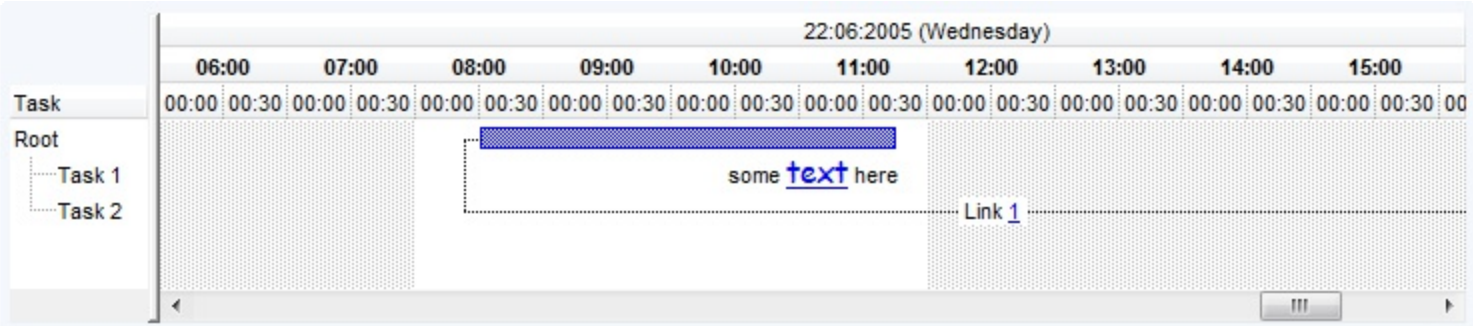 22:06:2005 (Wednesday)
06:00 07:00 08:00 09:00 10:00 11:00 12:00 13:00 14:00 15:00
Task 00:00 00:30 00:00 00:30 00:00 00:30 00:00 00:30 00:00 00:30 00:00 00:30 00:00 00:30 00:00 00:30 00:00 00:30 00:00 00:30 00
Root
Task 1 some text here
Task 2 Link 1